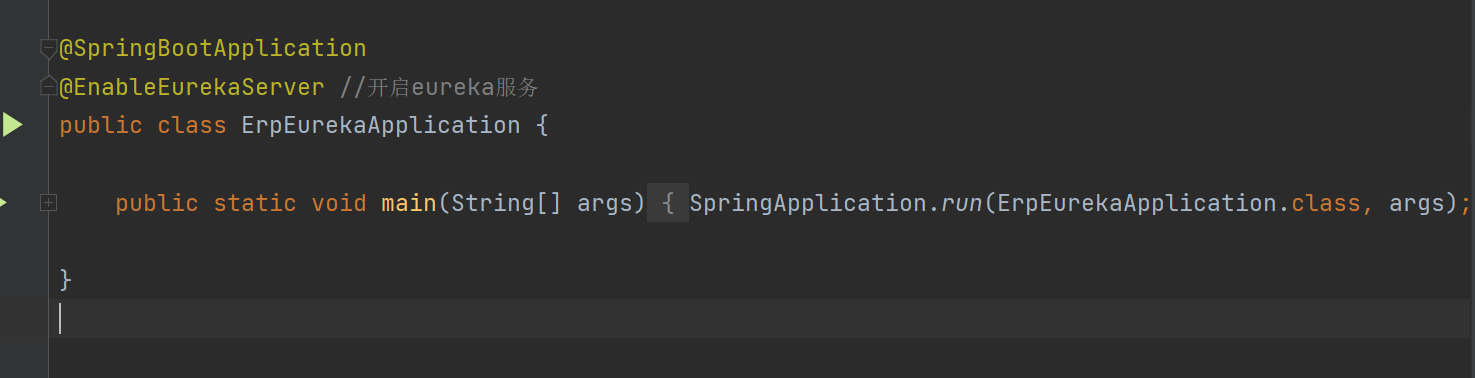 @SpringBootApplication
@EnableEurekaServer //开启eureka服务
public class ErpEurekaApplication {
public static void main(String[] args) { SpringApplication.run(ErpEurekaApplication.class, args);
}